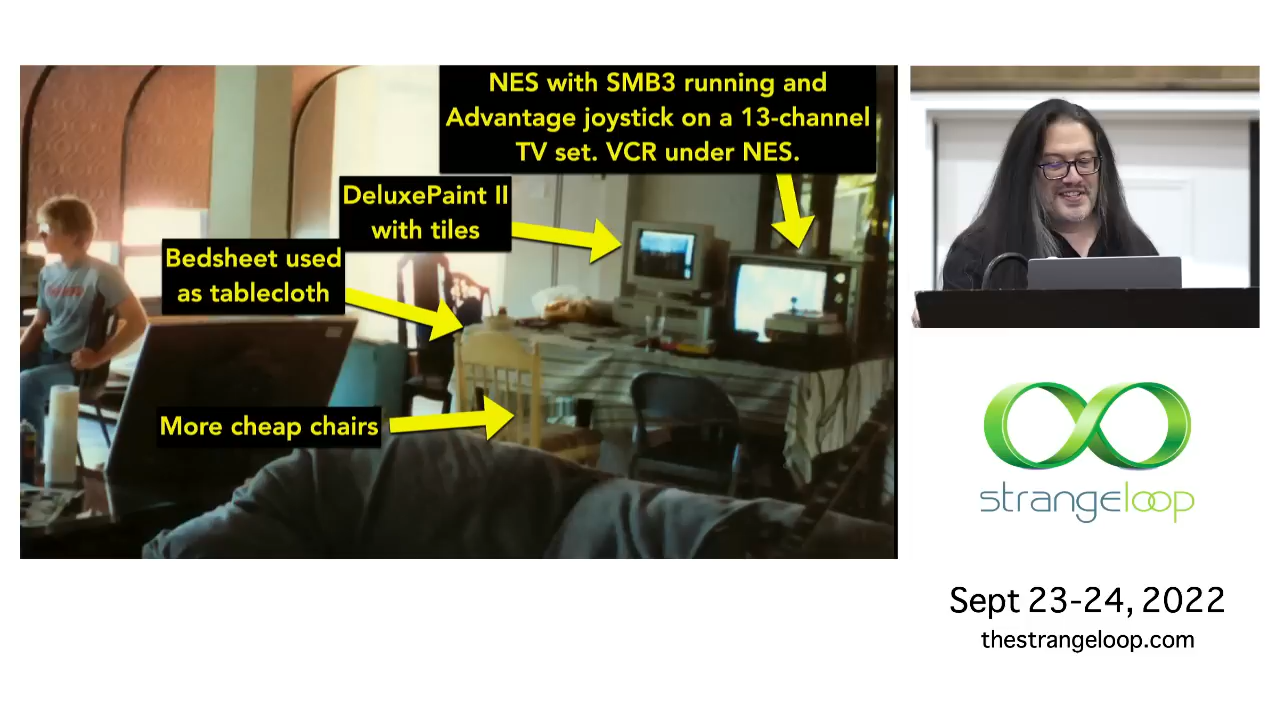 NES with SMB3 running and
Advantage joystick on a 13-channel
TV set. VCR under NES.
DeluxePaint II
with tiles
Bedsheet used
as tablecloth
More cheap chairs
strangeloop
Sept 23-24, 2022
thestrangeloop.com